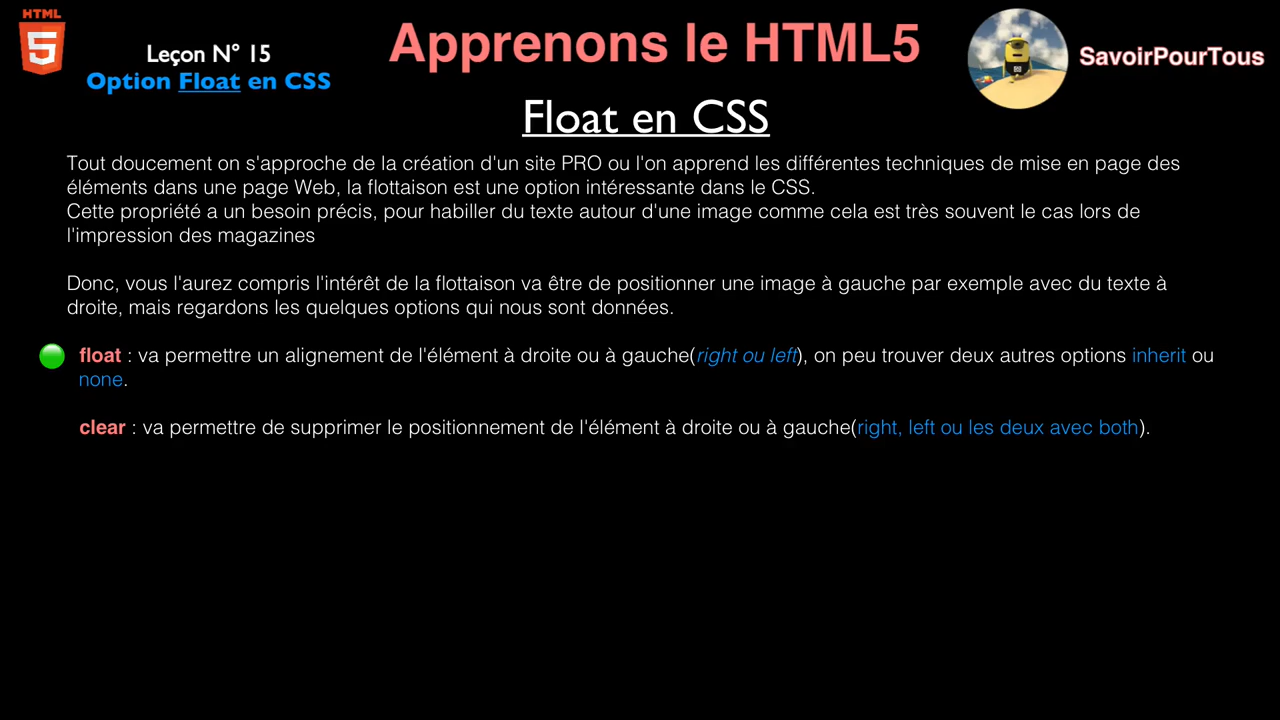 HTML
5
Leçon N° 15
Option Float en CSS
Apprenons le HTML5
SavoirPourTous
Float en CSS
Tout doucement on s'approche de la création d'un site PRO ou l'on apprend les différentes techniques de mise en page des
éléments dans une page Web, la flottaison est une option intéressante dans le CSS.
Cette propriété a un besoin précis, pour habiller du texte autour d'une image comme cela est très souvent le cas lors de
l'impression des magazines
Donc, vous l'aurez compris l'intérêt de la flottaison va être de positionner une image à gauche par exemple avec du texte à
droite, mais regardons les quelques options qui nous sont données.
float : va permettre un alignement de l'élément à droite ou à gauche(right ou left), on peu trouver deux autres options inherit ou
none.
clear : va permettre de supprimer le positionnement de l'élément à droite ou à gauche(right, left ou les deux avec both).